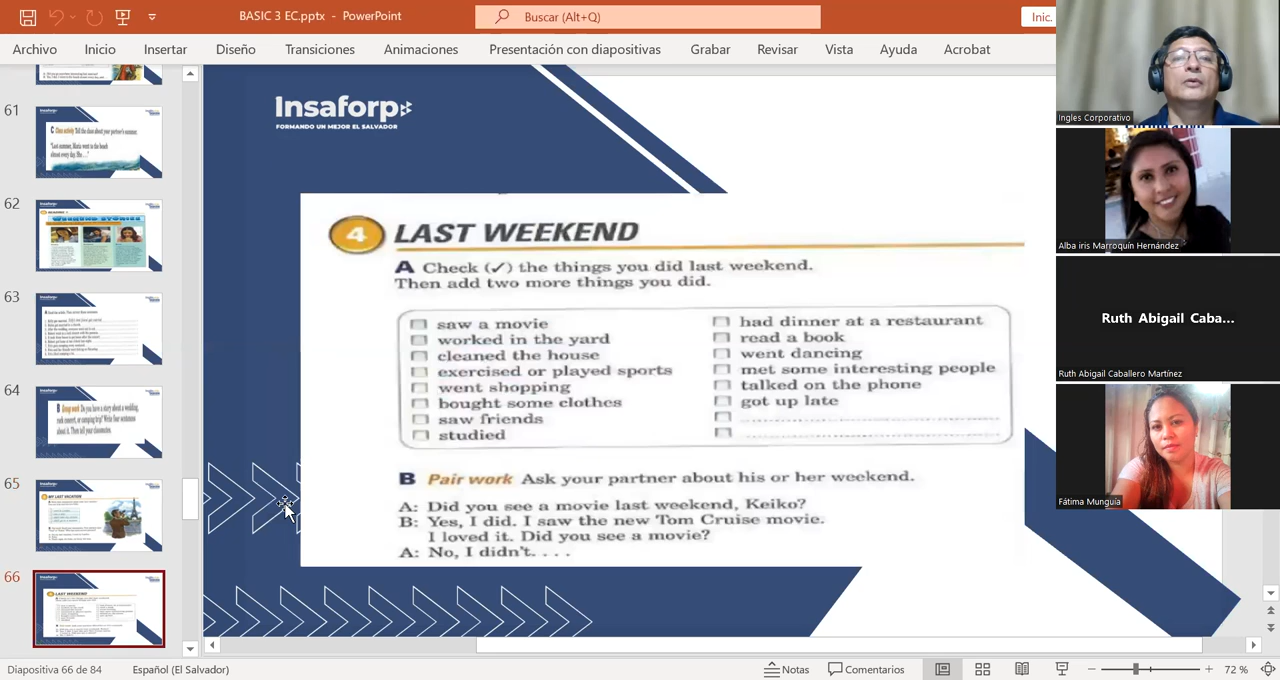 BASIC 3 EC.pptx - PowerPoint
Buscar (Alt+Q)
Inic.
Archivo Inicio Insertar Diseño Transiciones Animaciones Presentación con diapositivas Grabar Revisar Vista Ayuda Acrobat
61
62
63
64
65
66
Insaforp
FORMANDO UN MEJOR EL SALVADOR
4 LAST WEEKEND
A Check (✓) the things you did last weekend.
Then add two more things you did.
saw a movie
worked in the yard
cleaned the house
exercised or played sports
went shopping
bought some clothes
saw friends
studied
had dinner at a restaurant
read a book
went dancing
met some interesting people
talked on the phone
got up late
B Pair work Ask your partner about his or her weekend.
A: Did you see a movie last weekend, Keiko?
B: Yes, I did. I saw the new Tom Cruise movie.
I loved it. Did you see a movie?
A: No, I didn't. . . .
Ingles Corporativo
Alba iris Marroquín Hernández
Ruth Abigail Caba...
Ruth Abigail Caballero Martínez
Fátima Munguía
Diapositiva 66 de 84
Español (El Salvador)
Notas
Comentarios
72 %